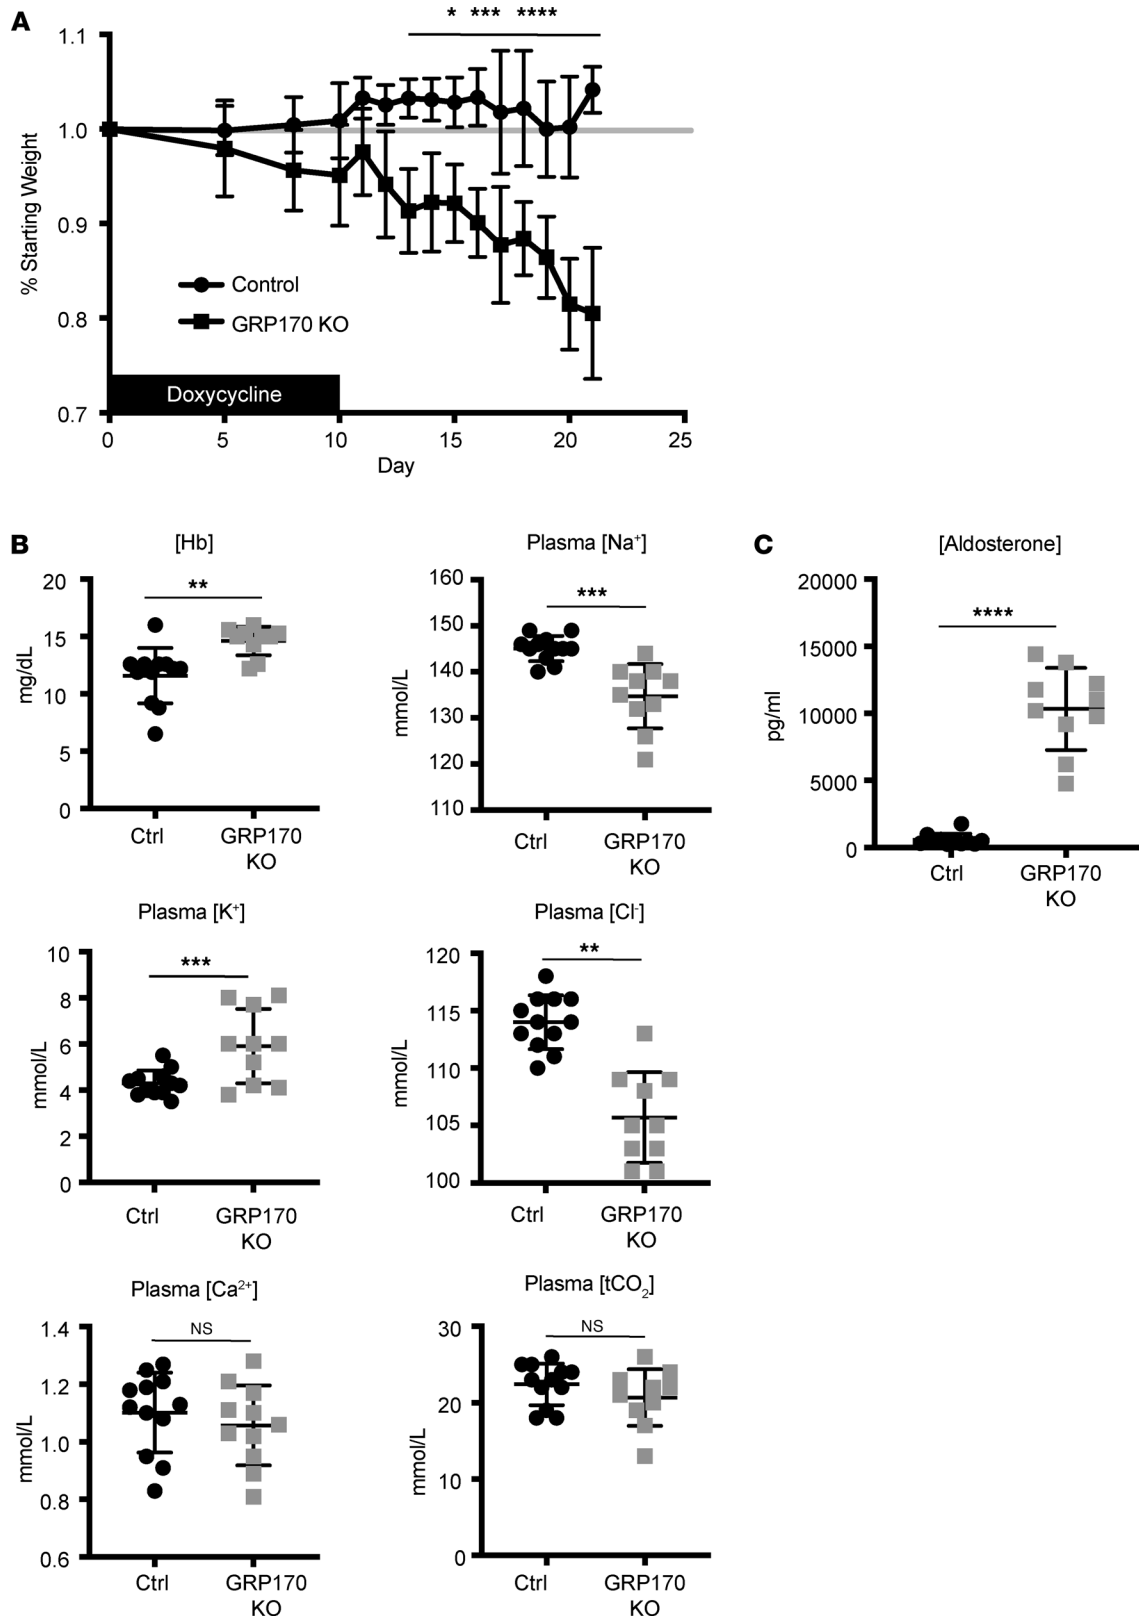 A
* *** ****
1.1
1.0
0.9
0.8
0.7
% Starting Weight
Control
GRP170 KO
Doxycycline
0 5 10 15 20 25
Day
B
[Hb]
**
20
15
10
5
0
mg/dL
Ctrl GRP170
KO
Plasma [Na⁺]
***
160
150
140
130
120
110
mmol/L
Ctrl GRP170
KO
C
[Aldosterone]
****
20000
15000
10000
5000
0
pg/ml
Ctrl GRP170
KO
Plasma [K⁺]
***
10
8
6
4
2
0
mmol/L
Ctrl GRP170
KO
Plasma [Cl⁻]
**
120
115
110
105
100
mmol/L
Ctrl GRP170
KO
Plasma [Ca²⁺]
NS
1.4
1.2
1.0
0.8
0.6
mmol/L
Ctrl GRP170
KO
Plasma [tCO₂]
NS
30
20
10
0
mmol/L
Ctrl GRP170
KO